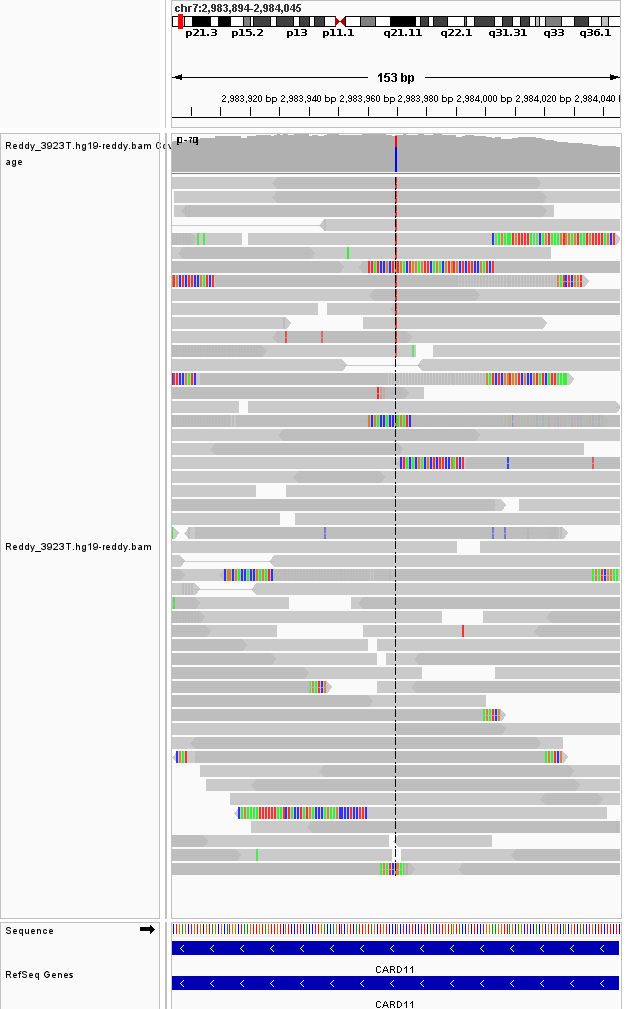 chr7:2,983,894-2,984,045
p21.3 p15.2 p13 p11.1 q21.11 q22.1 q31.31 q33 q36.1
153 bp
2,983,920 bp 2,983,940 bp 2,983,960 bp 2,983,980 bp 2,984,000 bp 2,984,020 bp 2,984,040
Reddy_3923T.hg19-reddy.bam Cov
age
Reddy_3923T.hg19-reddy.bam
Sequence
CARD11
RefSeq Genes
CARD11